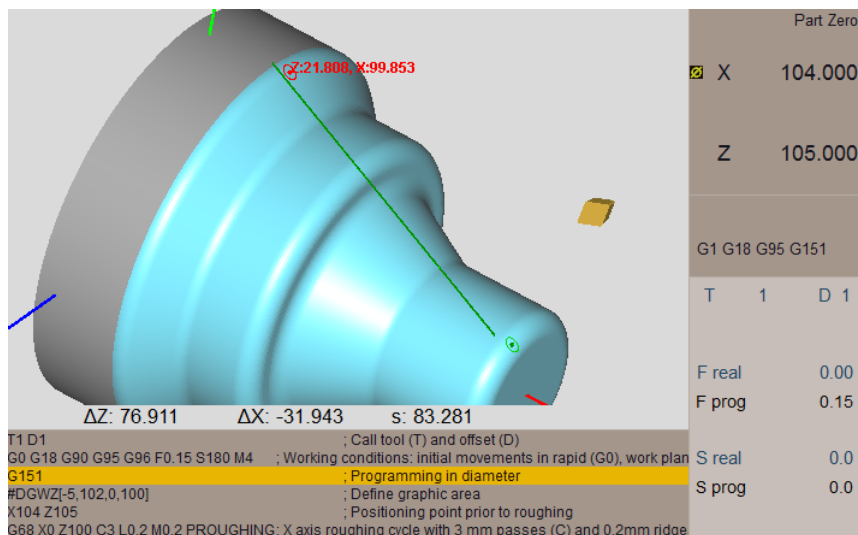 Part Zero
Z:21.808, X:99.853
Ø X 104.000
Z 105.000
G1 G18 G95 G151
T 1 D 1
F real 0.00
F prog 0.15
S real 0.0
S prog 0.0
ΔZ: 76.911 ΔX: -31.943 s: 83.281
T1 D1 ; Call tool (T) and offset (D)
G0 G18 G90 G95 G96 F0.15 S180 M4 ; Working conditions: initial movements in rapid (G0), work plan
G151 ; Programming in diameter
#DGWZ[-5,102,0,100] ; Define graphic area
X104 Z105 ; Positioning point prior to roughing
G68 X0 Z100 C3 L0.2 M0.2 PROUGHING; X axis roughing cycle with 3 mm passes (C) and 0.2mm ridge